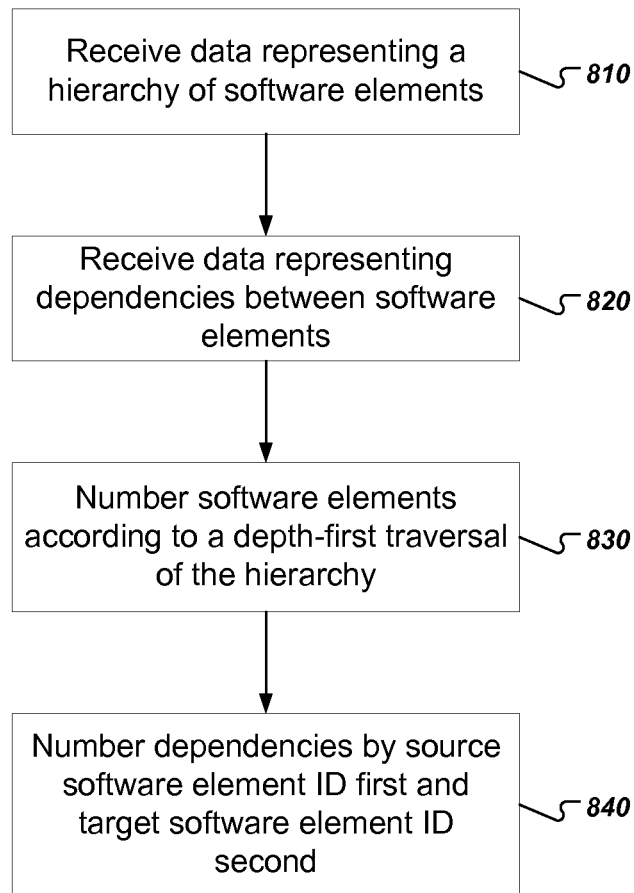 Receive data representing a
hierarchy of software elements
810
Receive data representing
dependencies between software
elements
820
Number software elements
according to a depth-first traversal
of the hierarchy
830
Number dependencies by source
software element ID first and
target software element ID
second
840